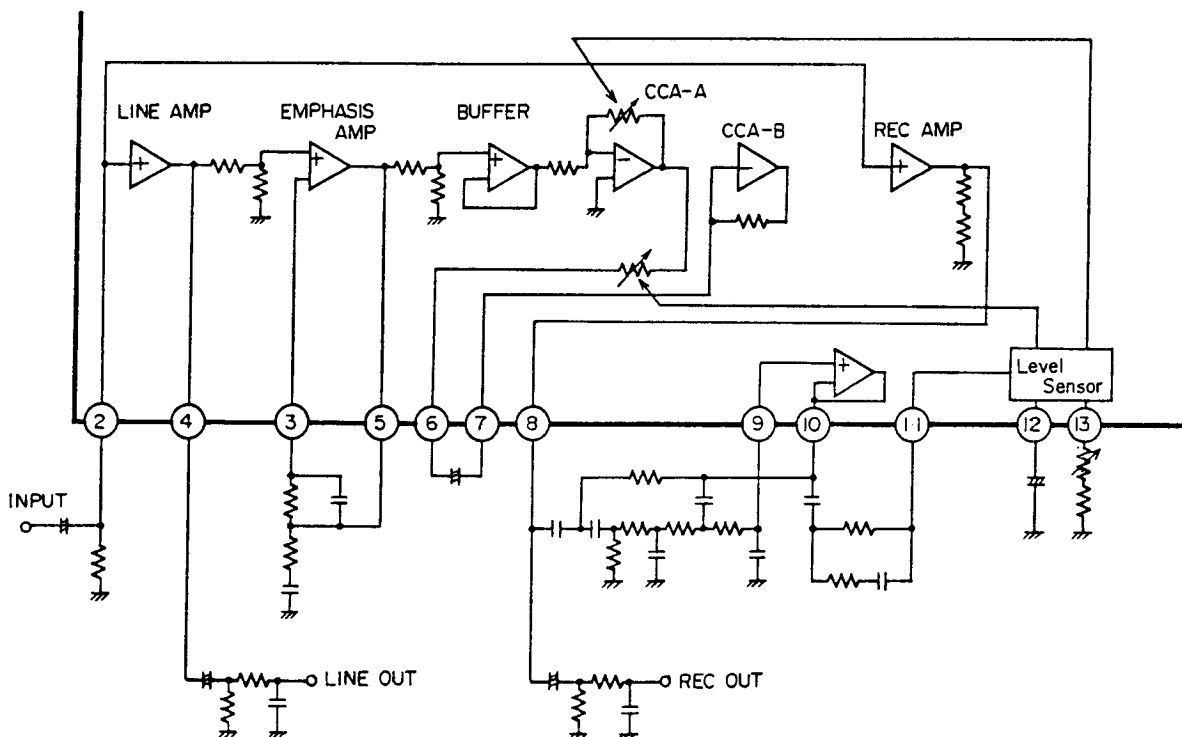 CCA-A
LINE AMP
EMPHASIS
AMP
BUFFER
CCA-B
REC AMP
+
+
+
-
-
+
+
Level
Sensor
2
4
3
5
6
7
8
9
10
11
12
13
INPUT
LINE OUT
REC OUT